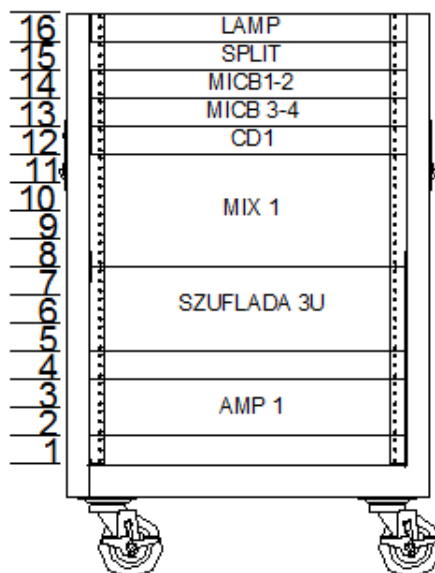 16 LAMP
15 SPLIT
14 MICB1-2
13 MICB 3-4
12 CD1
11
10 MIX 1
9
8
7
6 SZUFLADA 3U
5
4
3 AMP 1
2
1